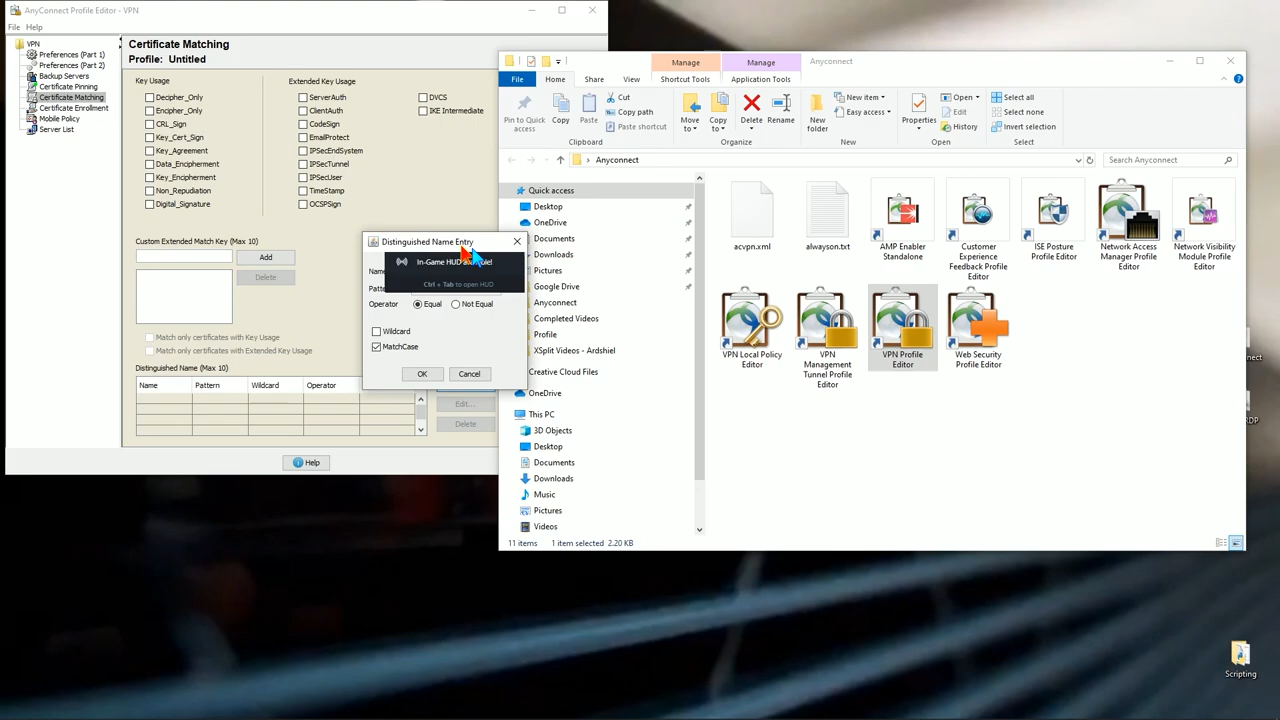 AnyConnect Profile Editor - VPN
File Help
VPN
Preferences (Part 1)
Preferences (Part 2)
Backup Servers
Certificate Pinning
Certificate Matching
Certificate Enrollment
Mobile Policy
Server List
Certificate Matching
Profile: Untitled
Key Usage
Decipher_Only
Encipher_Only
CRL_Sign
Key_Cert_Sign
Key_Agreement
Data_Encipherment
Key_Encipherment
Non_Repudiation
Digital_Signature
Extended Key Usage
ServerAuth
ClientAuth
CodeSign
EmailProtect
IPSecEndSystem
IPSecTunnel
IPSecUser
TimeStamp
OCSPSign
DVCS
IKE Intermediate
Custom Extended Match Key (Max 10)
Add
Delete
Match only certificates with Key Usage
Match only certificates with Extended Key Usage
Distinguished Name (Max 10)
Name Pattern Wildcard Operator
Edit...
Delete
Help
Distinguished Name Entry
In-Game HUD
Ctrl + Tab to open HUD
Operator Equal Not Equal
Wildcard
MatchCase
OK Cancel
Manage Manage Anyconnect
File Home Share View Shortcut Tools Application Tools
Pin to Quick access
Copy
Paste
Cut
Copy path
Paste shortcut
Clipboard
Move to
Copy to
Delete
Rename
Organize
New folder
New item
Easy access
New
Properties
Open
Edit
History
Open
Select all
Select none
Invert selection
Select
Anyconnect
Search Anyconnect
Quick access
Desktop
OneDrive
Documents
Downloads
Pictures
Google Drive
Anyconnect
Completed Videos
Profile
XSplit Videos - Ardshiel
Creative Cloud Files
OneDrive
This PC
3D Objects
Desktop
Documents
Downloads
Music
Pictures
Videos
acvpn.xml
alwayson.txt
AMP Enabler Standalone
Customer Experience Feedback Profile Editor
ISE Posture Profile Editor
Network Access Manager Profile Editor
Network Visibility Module Profile Editor
VPN Local Policy Editor
VPN Management Tunnel Profile Editor
VPN Profile Editor
Web Security Profile Editor
11 items 1 item selected 2.20 KB
Scripting